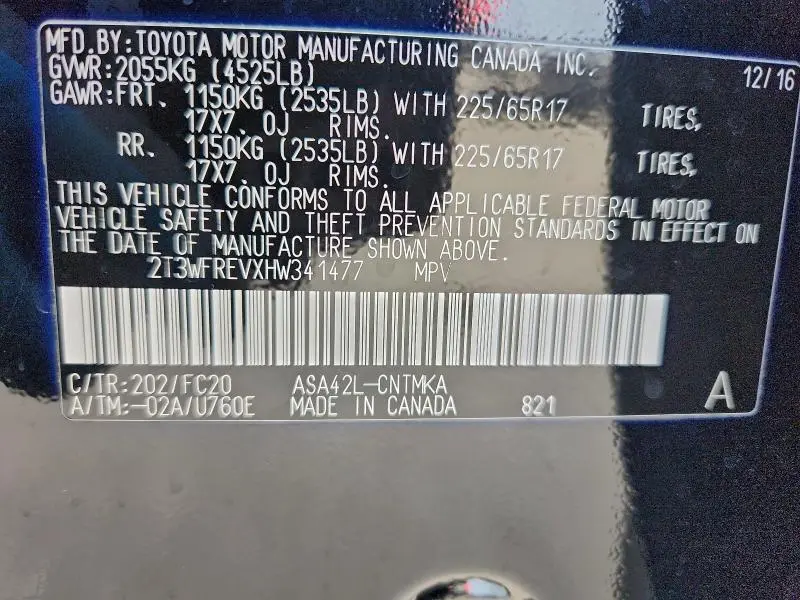 MFD.BY:TOYOTA MOTOR MANUFACTURING CANADA INC. 12/16
GVWR:2055KG (4525LB)
GAWR:FRT. 1150KG (2535LB) WITH 225/65R17 TIRES,
17X7. 0J RIMS.
RR. 1150KG (2535LB) WITH 225/65R17 TIRES,
17X7. 0J RIMS.
THIS VEHICLE CONFORMS TO ALL APPLICABLE FEDERAL MOTOR
VEHICLE SAFETY AND THEFT PREVENTION STANDARDS IN EFFECT ON
THE DATE OF MANUFACTURE SHOWN ABOVE.
2T3WFREVXHW341477 MPV
C/TR:202/FC20 ASA42L-CNTMKA A
A/TM:-02A/U760E MADE IN CANADA 821